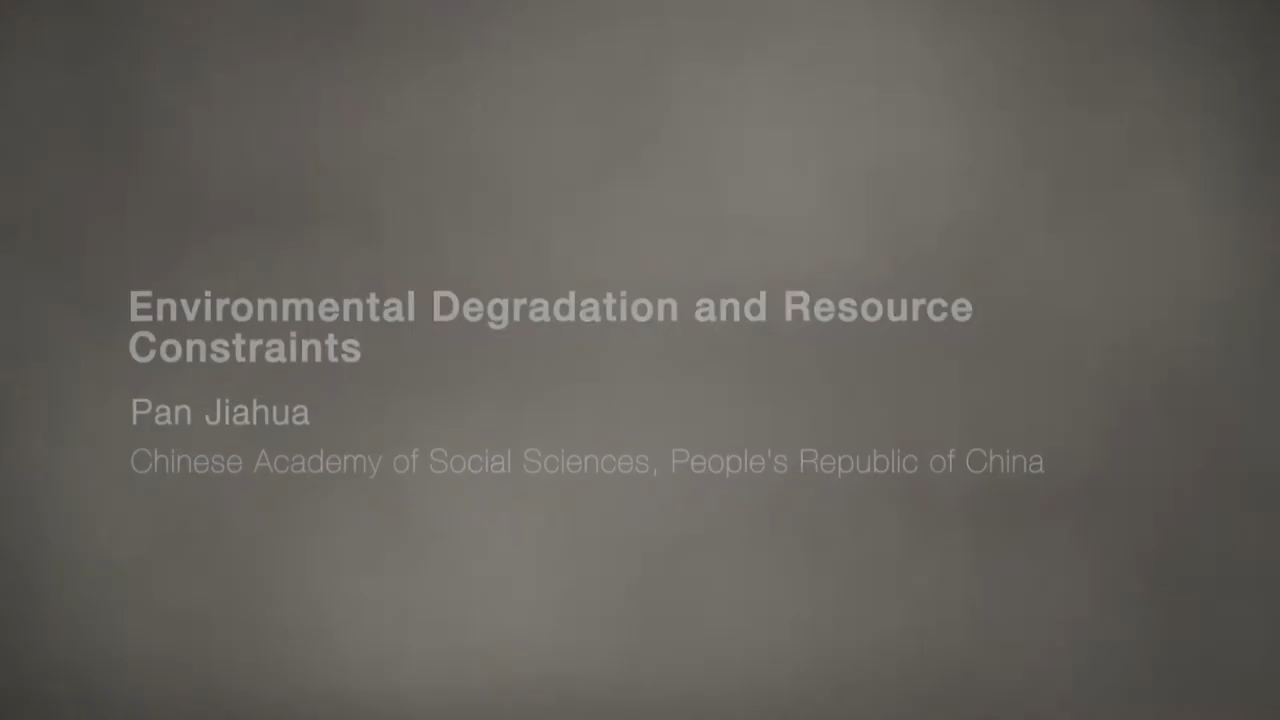 Environmental Degradation and Resource
Constraints
Pan Jiahua
Chinese Academy of Social Sciences, People's Republic of China